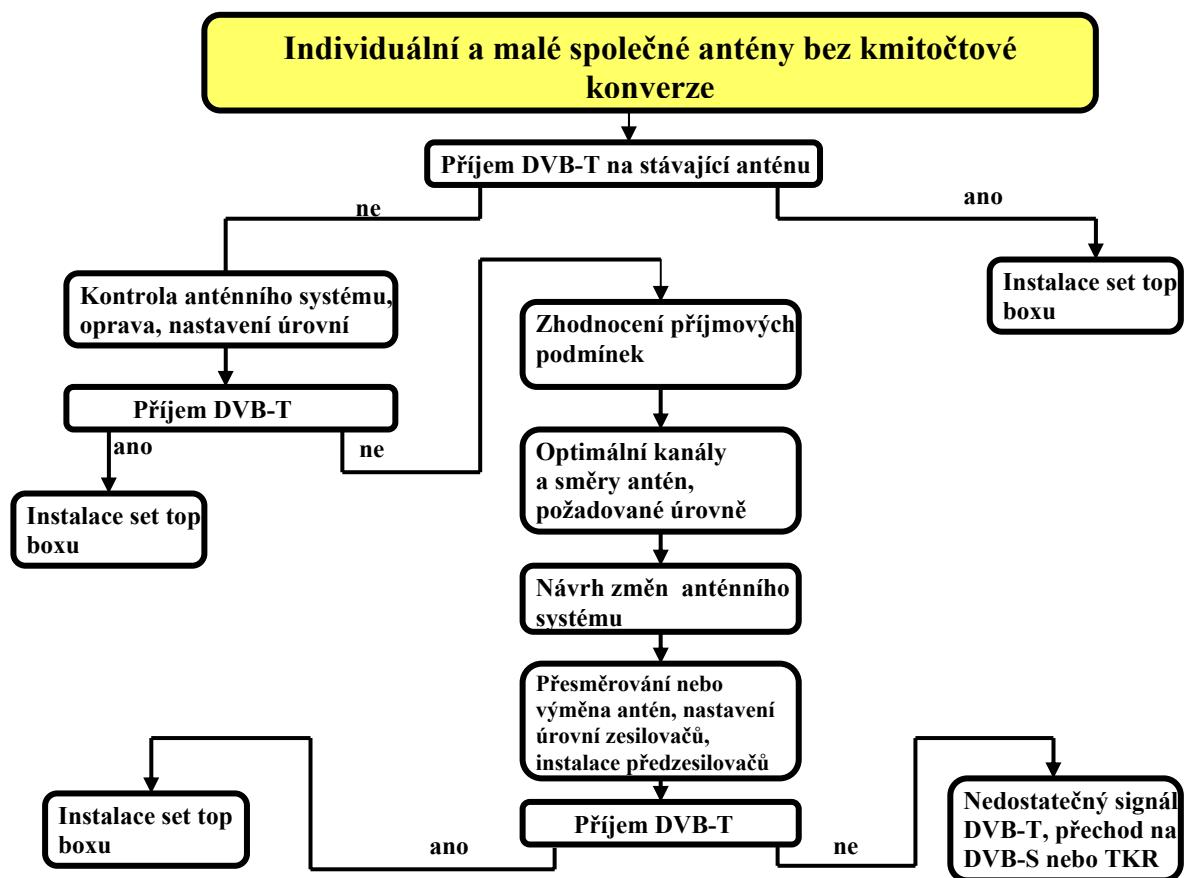 Individuální a malé společné antény bez kmitočtové
konverze
Příjem DVB-T na stávající anténu
ne
ano
Kontrola anténního systému,
oprava, nastavení úrovní
Instalace set top
boxu
Zhodnocení příjmových
podmínek
Příjem DVB-T
ano
ne
Optimální kanály
a směry antén,
požadované úrovně
Instalace set top
boxu
Návrh změn anténního
systému
Přesměrování nebo
výměna antén, nastavení
úrovní zesilovačů,
instalace předzesilovačů
Instalace set top
boxu
Příjem DVB-T
ano
ne
Nedostatečný signál
DVB-T, přechod na
DVB-S nebo TKR